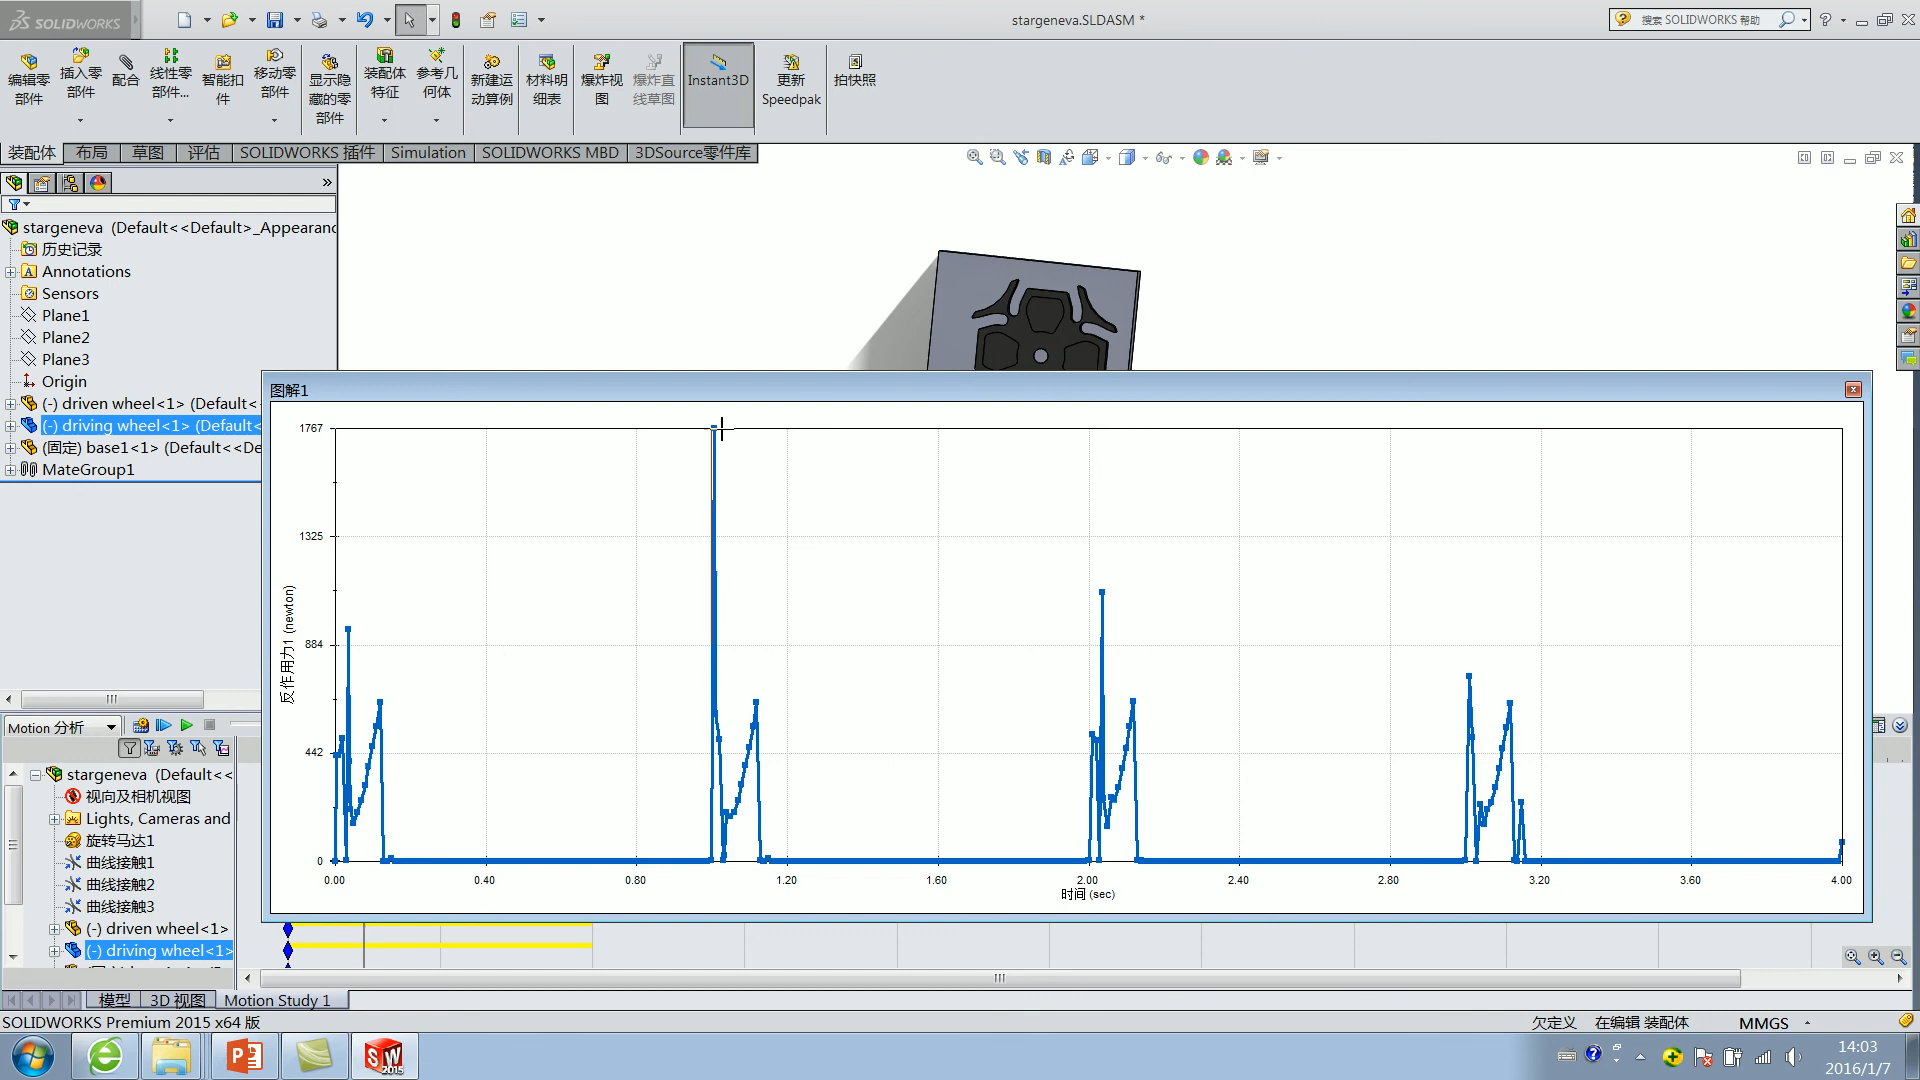 SOLIDWORKS
stargeneva.SLDASM *
搜索 SOLIDWORKS 帮助
编辑零部件
插入零部件
配合
线性零部件...
智能扣件
移动零部件
显示隐藏的零部件
装配体特征
参考几何体
新建运动算例
材料明细表
爆炸视图
爆炸直线草图
Instant3D
更新 Speedpak
拍快照
装配体
布局
草图
评估
SOLIDWORKS 插件
Simulation
SOLIDWORKS MBD
3DSource零件库
stargeneva (Default<<Default>_Appearanc
历史记录
Annotations
Sensors
Plane1
Plane2
Plane3
Origin
(-) driven wheel<1> (Default<
(-) driving wheel<1> (Default<
(固定) base1<1> (Default<<De
MateGroup1
图解1
1767
1325
884
442
0
反作用力1 (newton)
0.00
0.40
0.80
1.20
1.60
2.00
2.40
2.80
3.20
3.60
4.00
时间 (sec)
Motion 分析
stargeneva (Default<<
视向及相机视图
Lights, Cameras and
旋转马达1
曲线接触1
曲线接触2
曲线接触3
(-) driven wheel<1>
(-) driving wheel<1>
模型
3D 视图
Motion Study 1
SOLIDWORKS Premium 2015 x64 版
欠定义
在编辑 装配体
MMGS
14:03
2016/1/7